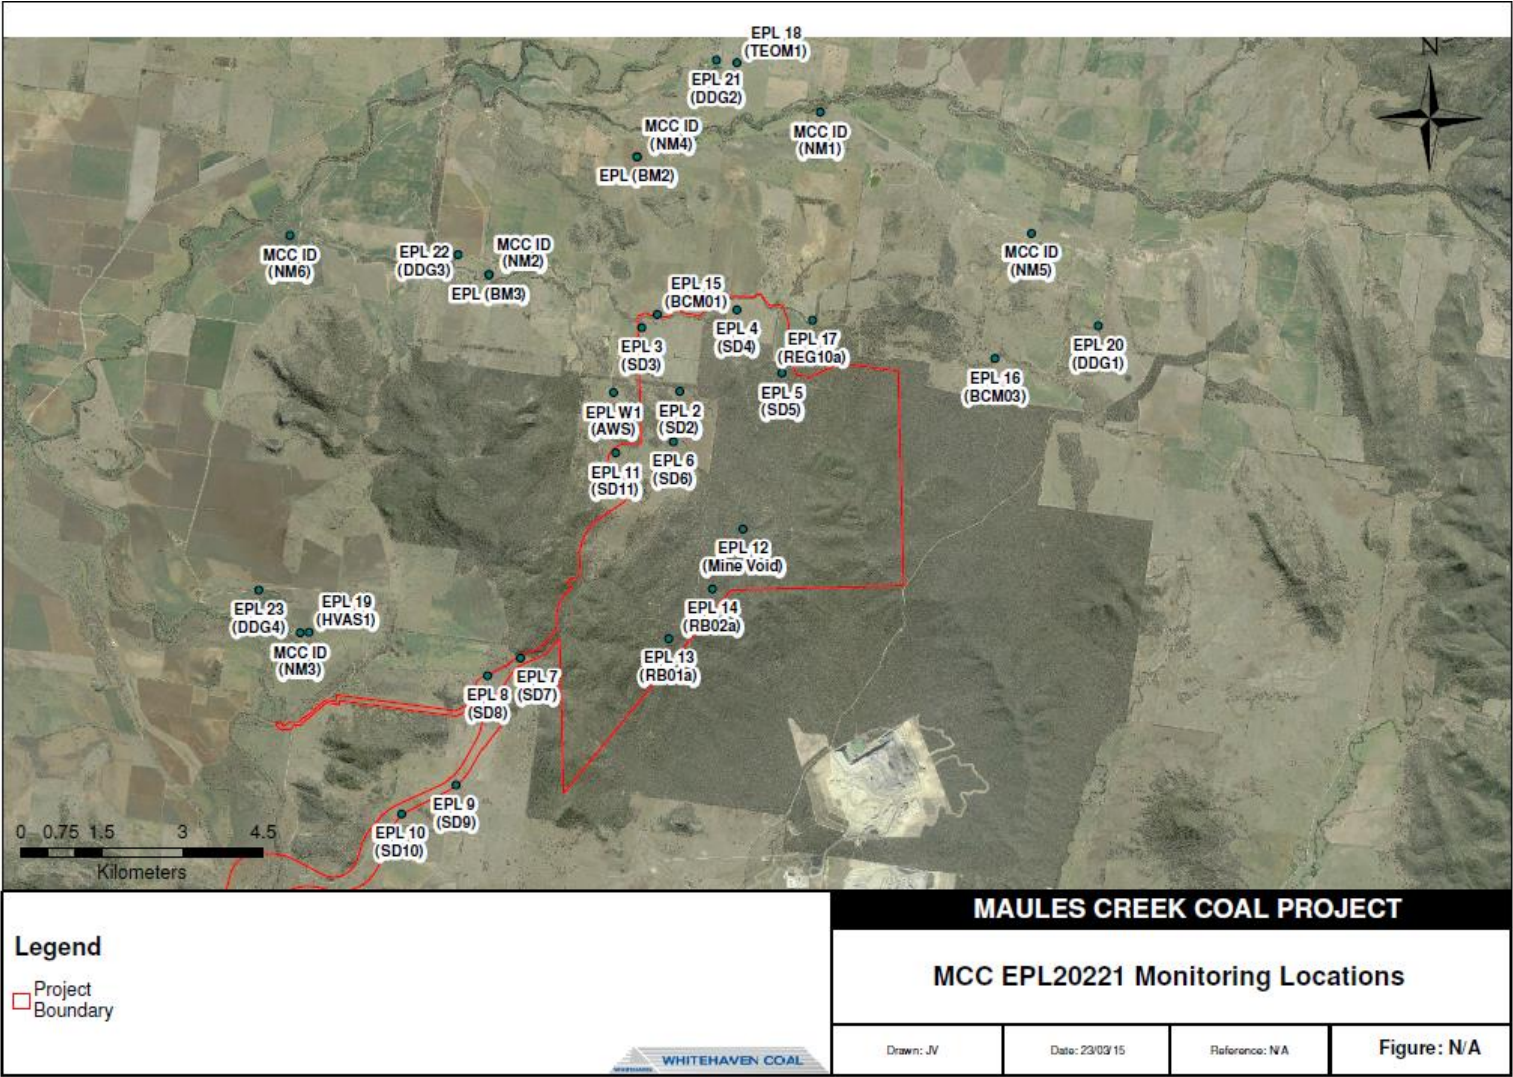 EPL 18
(TEOM1)
N
EPL 21
(DDG2)
MCC ID
(NM4)
MCC ID
(NM1)
EPL (BM2)
MCC ID
(NM6)
EPL 22
(DDG3)
MCC ID
(NM2)
EPL (BM3)
MCC ID
(NM5)
EPL 15
(BCM01)
EPL 3
(SD3)
EPL 4
(SD4)
EPL 17
(REG10a)
EPL 20
(DDG1)
EPL 5
(SD5)
EPL 16
(BCM03)
EPL W1
(AWS)
EPL 2
(SD2)
EPL 11
(SD11)
EPL 6
(SD6)
EPL 12
(Mine Void)
EPL 23
(DDG4)
EPL 19
(HVAS1)
MCC ID
(NM3)
EPL 14
(RB02a)
EPL 13
(RB01a)
EPL 7
(SD7)
EPL 8
(SD8)
EPL 9
(SD9)
EPL 10
(SD10)
0 0.75 1.5 3 4.5
Kilometers
Legend
Project
Boundary
WHITEHAVEN COAL
WHITEHAVEN
MAULES CREEK COAL PROJECT
MCC EPL20221 Monitoring Locations
Drawn: JV
Date: 23/03/15
Reference: N/A
Figure: N/A